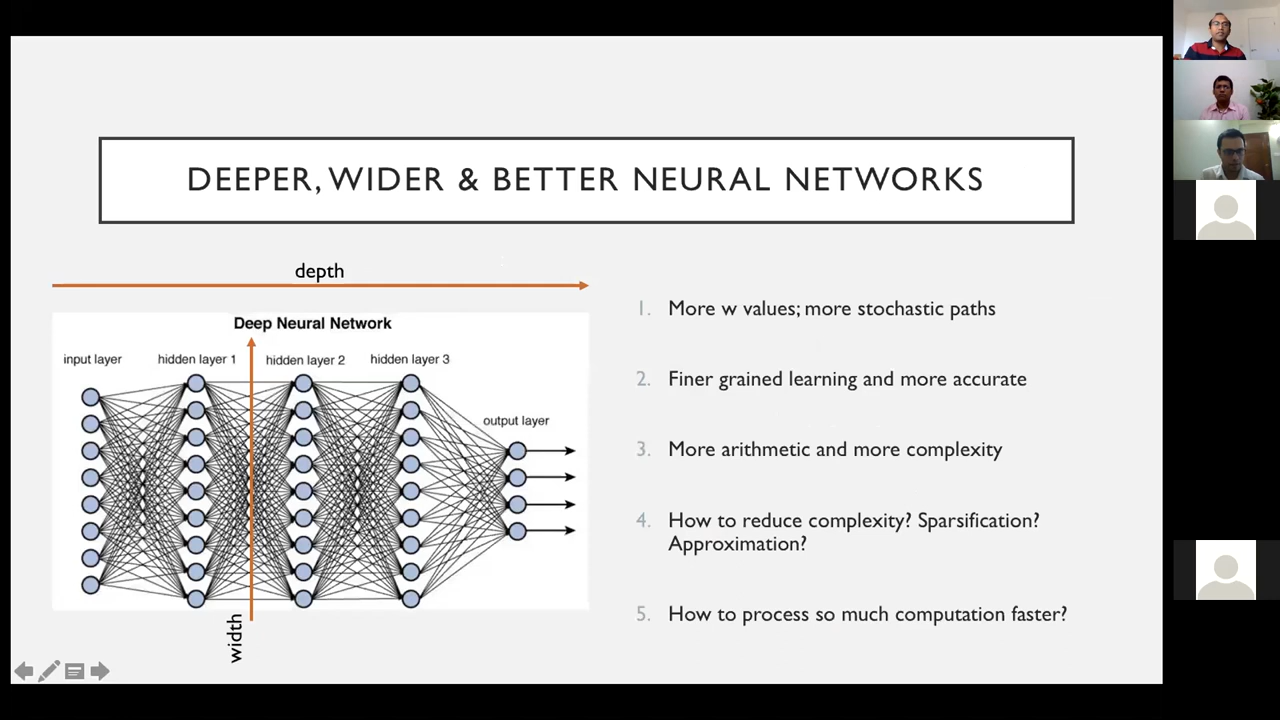 DEEPER, WIDER & BETTER NEURAL NETWORKS
depth
Deep Neural Network
input layer
hidden layer 1
hidden layer 2
hidden layer 3
output layer
width
1. More w values; more stochastic paths
2. Finer grained learning and more accurate
3. More arithmetic and more complexity
4. How to reduce complexity? Sparsification?
Approximation?
5. How to process so much computation faster?